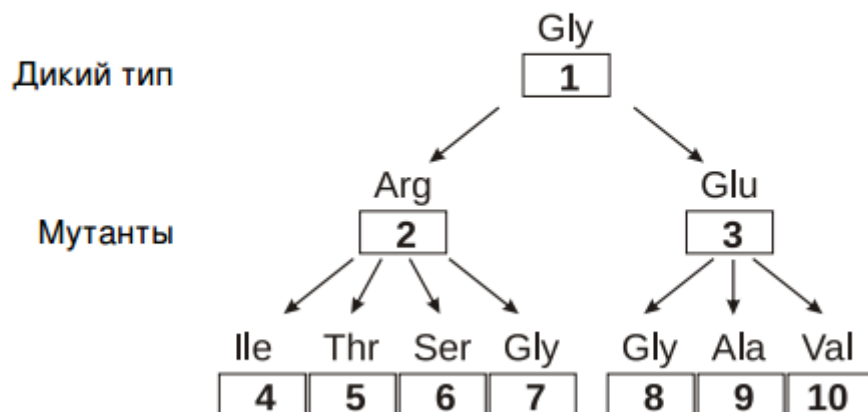 Gly
Дикий тип 1
Arg Glu
Мутанты 2 3
Ile Thr Ser Gly Gly Ala Val
4 5 6 7 8 9 10